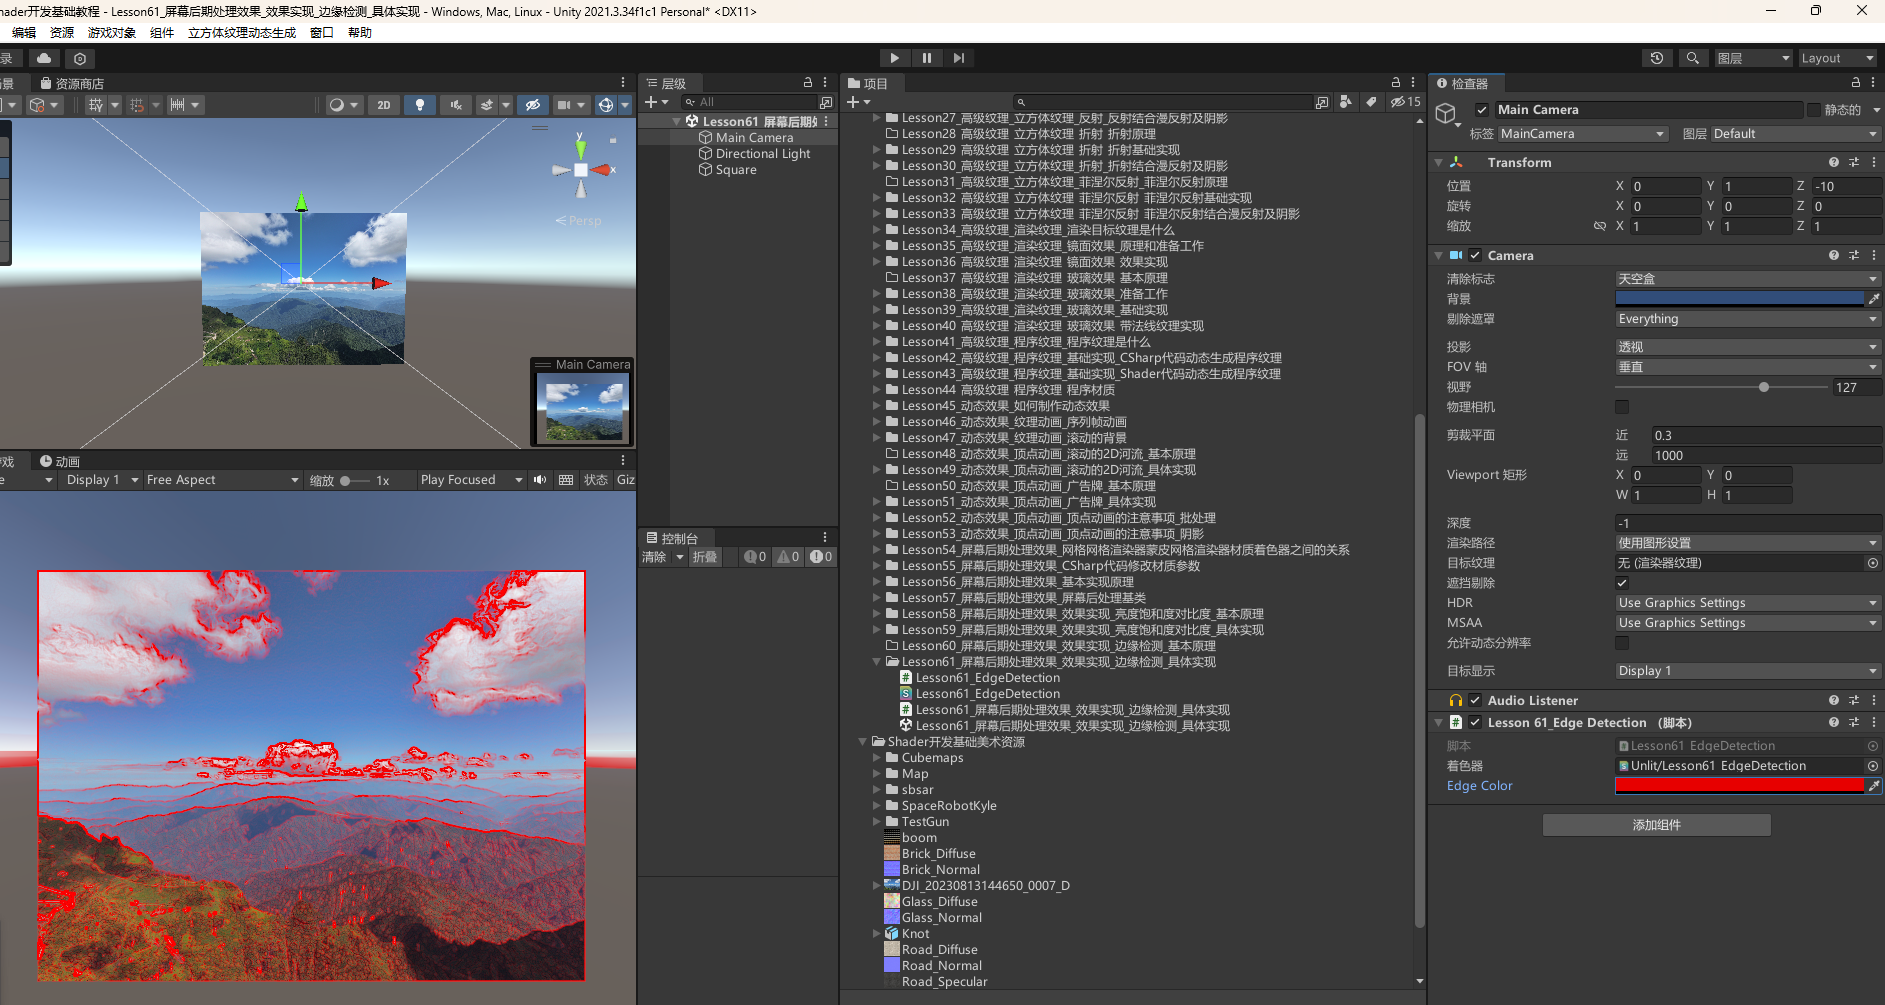 hader开发基础教程 - Lesson61_屏幕后期处理效果_效果实现_边缘检测_具体实现 - Windows, Mac, Linux - Unity 2021.3.34f1c1 Personal* <DX11>
编辑 资源 游戏对象 组件 立方体纹理动态生成 窗口 帮助
录
图层 Layout
景 资源商店
2D
y
x
Persp
Main Camera
戏 动画
e Display 1 Free Aspect 缩放 1x Play Focused 状态 Giz
层级
All
Lesson61_屏幕后期
Main Camera
Directional Light
Square
控制台
清除 折叠 0 0 0
项目
15
Lesson27_高级纹理_立方体纹理_反射_反射结合漫反射及阴影
Lesson28_高级纹理_立方体纹理_折射_折射原理
Lesson29_高级纹理_立方体纹理_折射_折射基础实现
Lesson30_高级纹理_立方体纹理_折射_折射结合漫反射及阴影
Lesson31_高级纹理_立方体纹理_菲涅尔反射_菲涅尔反射原理
Lesson32_高级纹理_立方体纹理_菲涅尔反射_菲涅尔反射基础实现
Lesson33_高级纹理_立方体纹理_菲涅尔反射_菲涅尔反射结合漫反射及阴影
Lesson34_高级纹理_渲染纹理_渲染目标纹理是什么
Lesson35_高级纹理_渲染纹理_镜面效果_原理和准备工作
Lesson36_高级纹理_渲染纹理_镜面效果_效果实现
Lesson37_高级纹理_渲染纹理_玻璃效果_基本原理
Lesson38_高级纹理_渲染纹理_玻璃效果_准备工作
Lesson39_高级纹理_渲染纹理_玻璃效果_基础实现
Lesson40_高级纹理_渲染纹理_玻璃效果_带法线纹理实现
Lesson41_高级纹理_程序纹理_程序纹理是什么
Lesson42_高级纹理_程序纹理_基础实现_CSharp代码动态生成程序纹理
Lesson43_高级纹理_程序纹理_基础实现_Shader代码动态生成程序纹理
Lesson44_高级纹理_程序纹理_程序材质
Lesson45_动态效果_如何制作动态效果
Lesson46_动态效果_纹理动画_序列帧动画
Lesson47_动态效果_纹理动画_滚动的背景
Lesson48_动态效果_顶点动画_滚动的2D河流_基本原理
Lesson49_动态效果_顶点动画_滚动的2D河流_具体实现
Lesson50_动态效果_顶点动画_广告牌_基本原理
Lesson51_动态效果_顶点动画_广告牌_具体实现
Lesson52_动态效果_顶点动画_顶点动画的注意事项_批处理
Lesson53_动态效果_顶点动画_顶点动画的注意事项_阴影
Lesson54_屏幕后期处理效果_网格网格渲染器蒙皮网格渲染器材质着色器之间的关系
Lesson55_屏幕后期处理效果_CSharp代码修改材质参数
Lesson56_屏幕后期处理效果_基本实现原理
Lesson57_屏幕后期处理效果_屏幕后处理基类
Lesson58_屏幕后期处理效果_效果实现_亮度饱和度对比度_基本原理
Lesson59_屏幕后期处理效果_效果实现_亮度饱和度对比度_具体实现
Lesson60_屏幕后期处理效果_效果实现_边缘检测_基本原理
Lesson61_屏幕后期处理效果_效果实现_边缘检测_具体实现
Lesson61_EdgeDetection
Lesson61_EdgeDetection
Lesson61_屏幕后期处理效果_效果实现_边缘检测_具体实现
Lesson61_屏幕后期处理效果_效果实现_边缘检测_具体实现
Shader开发基础美术资源
Cubemaps
Map
sbsar
SpaceRobotKyle
TestGun
boom
Brick_Diffuse
Brick_Normal
DJI_20230813144650_0007_D
Glass_Diffuse
Glass_Normal
Knot
Road_Diffuse
Road_Normal
Road_Specular
检查器
Main Camera 静态的
标签 MainCamera 图层 Default
Transform
位置 X 0 Y 1 Z -10
旋转 X 0 Y 0 Z 0
缩放 X 1 Y 1 Z 1
Camera
清除标志 天空盒
背景
剔除遮罩 Everything
投影 透视
FOV 轴 垂直
视野 127
物理相机
剪裁平面 近 0.3
远 1000
Viewport 矩形 X 0 Y 0
W 1 H 1
深度 -1
渲染路径 使用图形设置
目标纹理 无 (渲染器纹理)
遮挡剔除
HDR Use Graphics Settings
MSAA Use Graphics Settings
允许动态分辨率
目标显示 Display 1
Audio Listener
Lesson 61_Edge Detection （脚本）
脚本 Lesson61_EdgeDetection
着色器 Unlit/Lesson61_EdgeDetection
Edge Color
添加组件